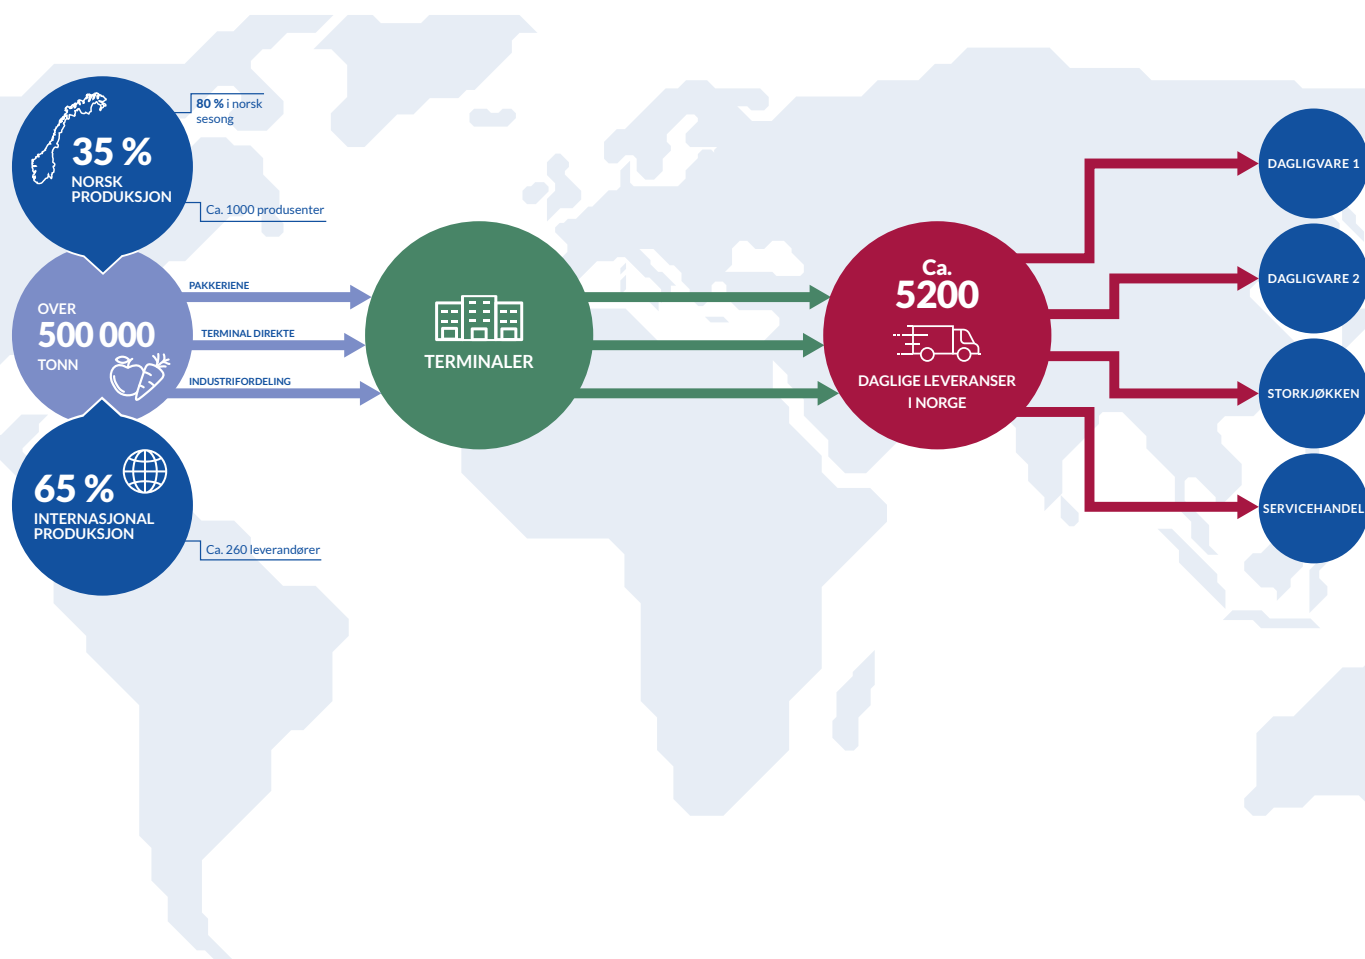 35 %
NORSK
PRODUKSJON
80 % i norsk
sesong
Ca. 1000 produsenter
OVER
500 000
TONN
65 %
INTERNASJONAL
PRODUKSJON
Ca. 260 leverandører
PAKKERIENE
TERMINAL DIREKTE
INDUSTRIFORDELING
TERMINALER
Ca.
5200
DAGLIGE LEVERANSER
I NORGE
DAGLIGVARE 1
DAGLIGVARE 2
STORKJØKKEN
SERVICEHANDEL